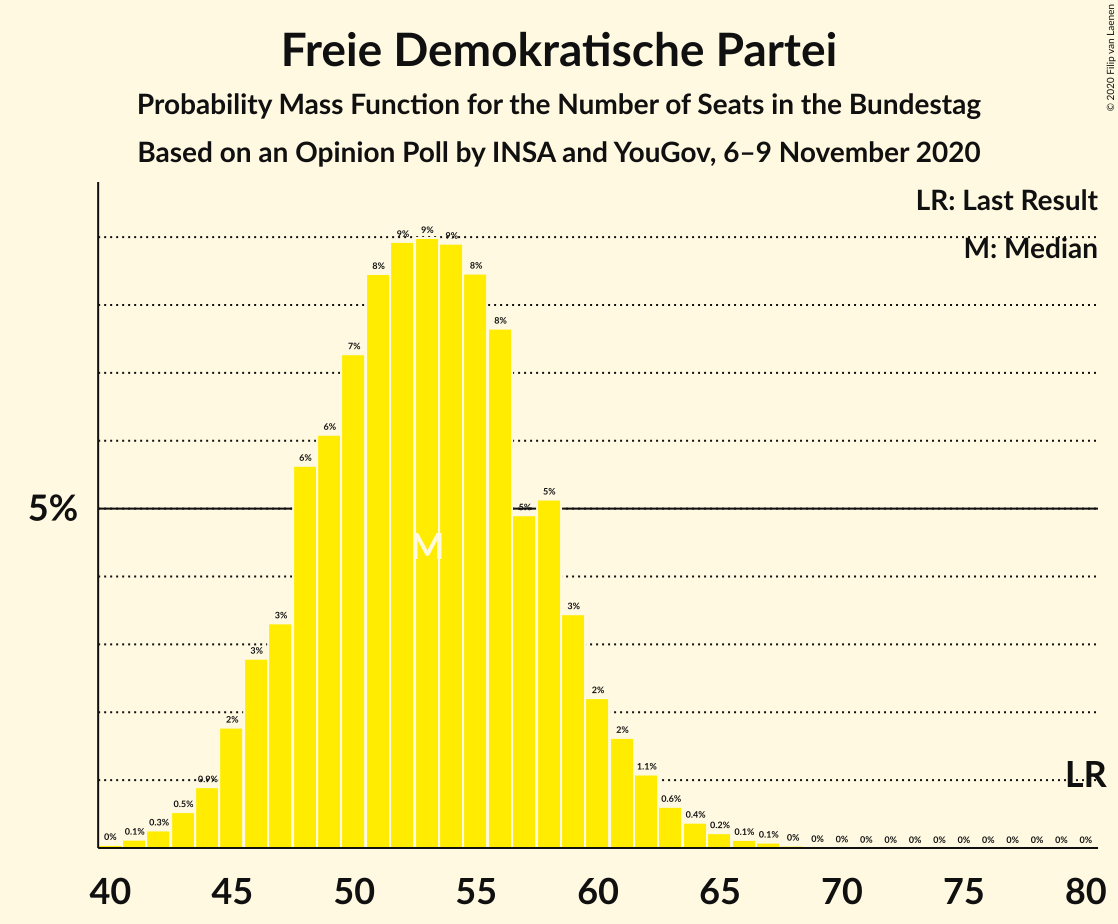 Freie Demokratische Partei
Probability Mass Function for the Number of Seats in the Bundestag
Based on an Opinion Poll by INSA and YouGov, 6–9 November 2020
© 2020 Filip van Laenen
LR: Last Result
M: Median
5%
0% 0.1% 0.3% 0.5% 0.9% 2% 3% 3% 6% 6% 7% 8% 9% 9% 9% 8% 8% 5% 5% 3% 2% 2% 1.1% 0.6% 0.4% 0.2% 0.1% 0.1% 0% 0% 0% 0% 0% 0% 0% 0% 0% 0% 0% 0% 0%
M
LR
40 45 50 55 60 65 70 75 80